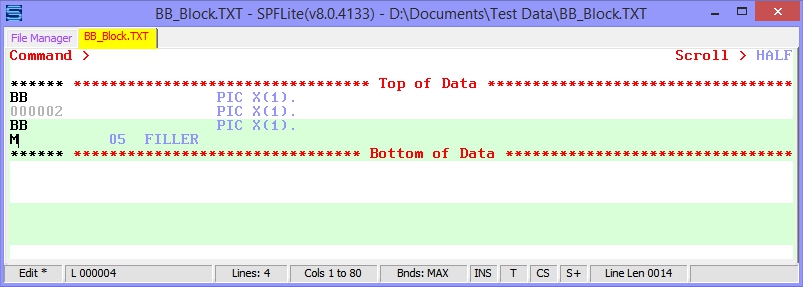 BB_Block.TXT - SPFLite(v8.0.4133) - D:\Documents\Test Data\BB_Block.TXT
File Manager BB_Block.TXT
Command > Scroll > HALF
****** ********************************* Top of Data **********************************
BB PIC X(1).
000002 PIC X(1).
BB PIC X(1).
M 05 FILLER
****** ******************************** Bottom of Data ********************************
Edit * L 000004 Lines: 4 Cols 1 to 80 Bnds: MAX INS T CS S+ Line Len 0014